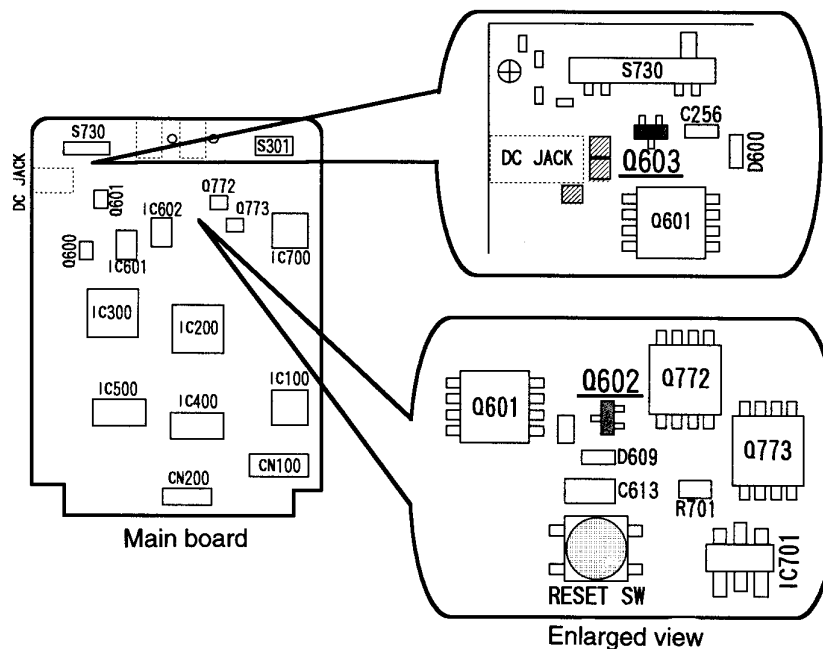 S730
S301
DC JACK
Q601
Q772
IC602
Q773
Q600
IC601
IC700
IC300
IC200
IC500
IC400
IC100
CN100
CN200
Main board
S730
C256
DC JACK
Q603
D600
Q601
Q601
Q602
Q772
D609
Q773
C613
R701
IC701
RESET SW
Enlarged view